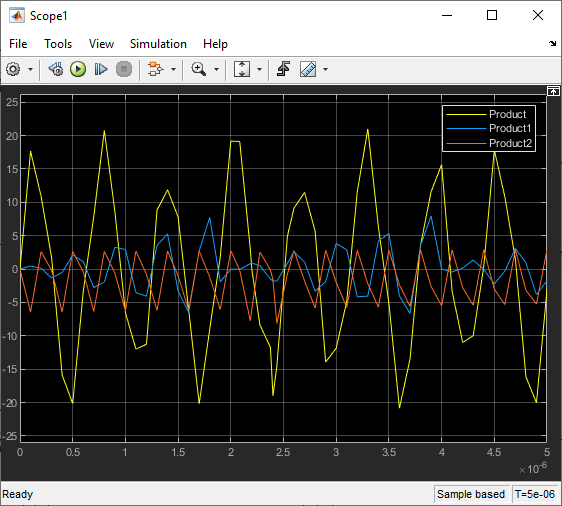 Scope1
File Tools View Simulation Help
Product
Product1
Product2
25
20
15
10
5
0
-5
-10
-15
-20
-25
0 0.5 1 1.5 2 2.5 3 3.5 4 4.5 5
×10-6
Ready Sample based T=5e-06